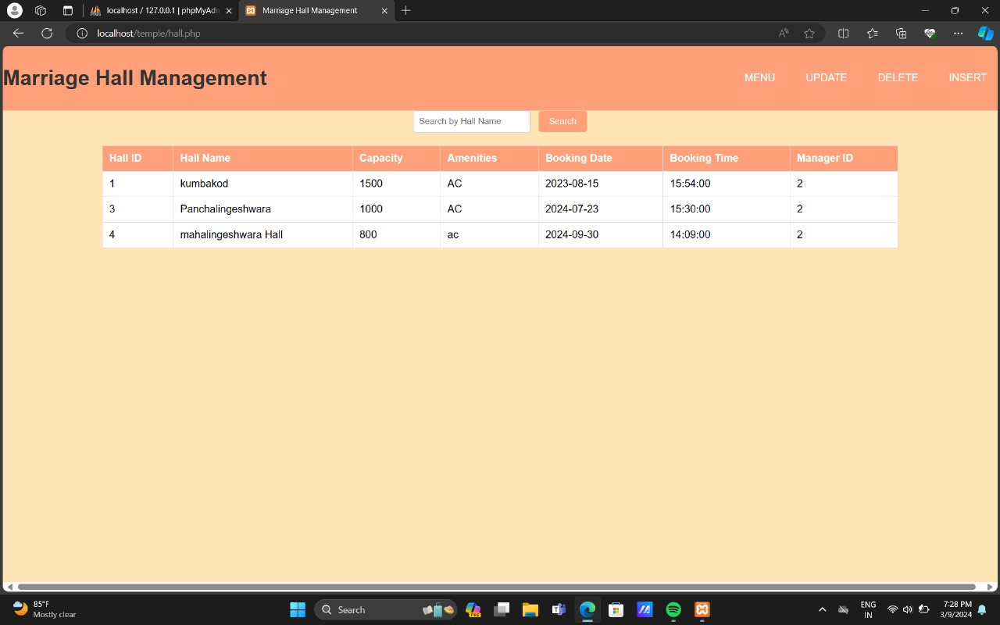 localhost / 127.0.0.1 | phpMyAdn
Marriage Hall Management
localhost/temple/hall.php
Marriage Hall Management
MENU UPDATE DELETE INSERT
Search by Hall Name Search
Hall ID Hall Name Capacity Amenities Booking Date Booking Time Manager ID
1 kumbakod 1500 AC 2023-08-15 15:54:00 2
3 Panchalingeshwara 1000 AC 2024-07-23 15:30:00 2
4 mahalingeshwara Hall 800 ac 2024-09-30 14:09:00 2
85°F
Mostly clear
Search
PRE
ENG
IN
7:28 PM
3/9/2024